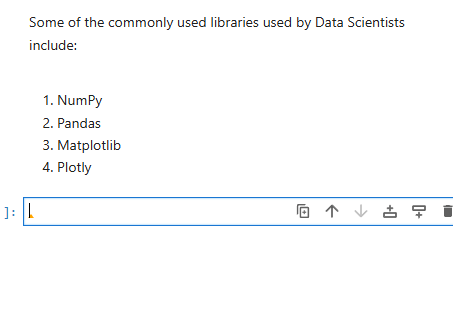 Some of the commonly used libraries used by Data Scientists
include:
1. NumPy
2. Pandas
3. Matplotlib
4. Plotly
]: